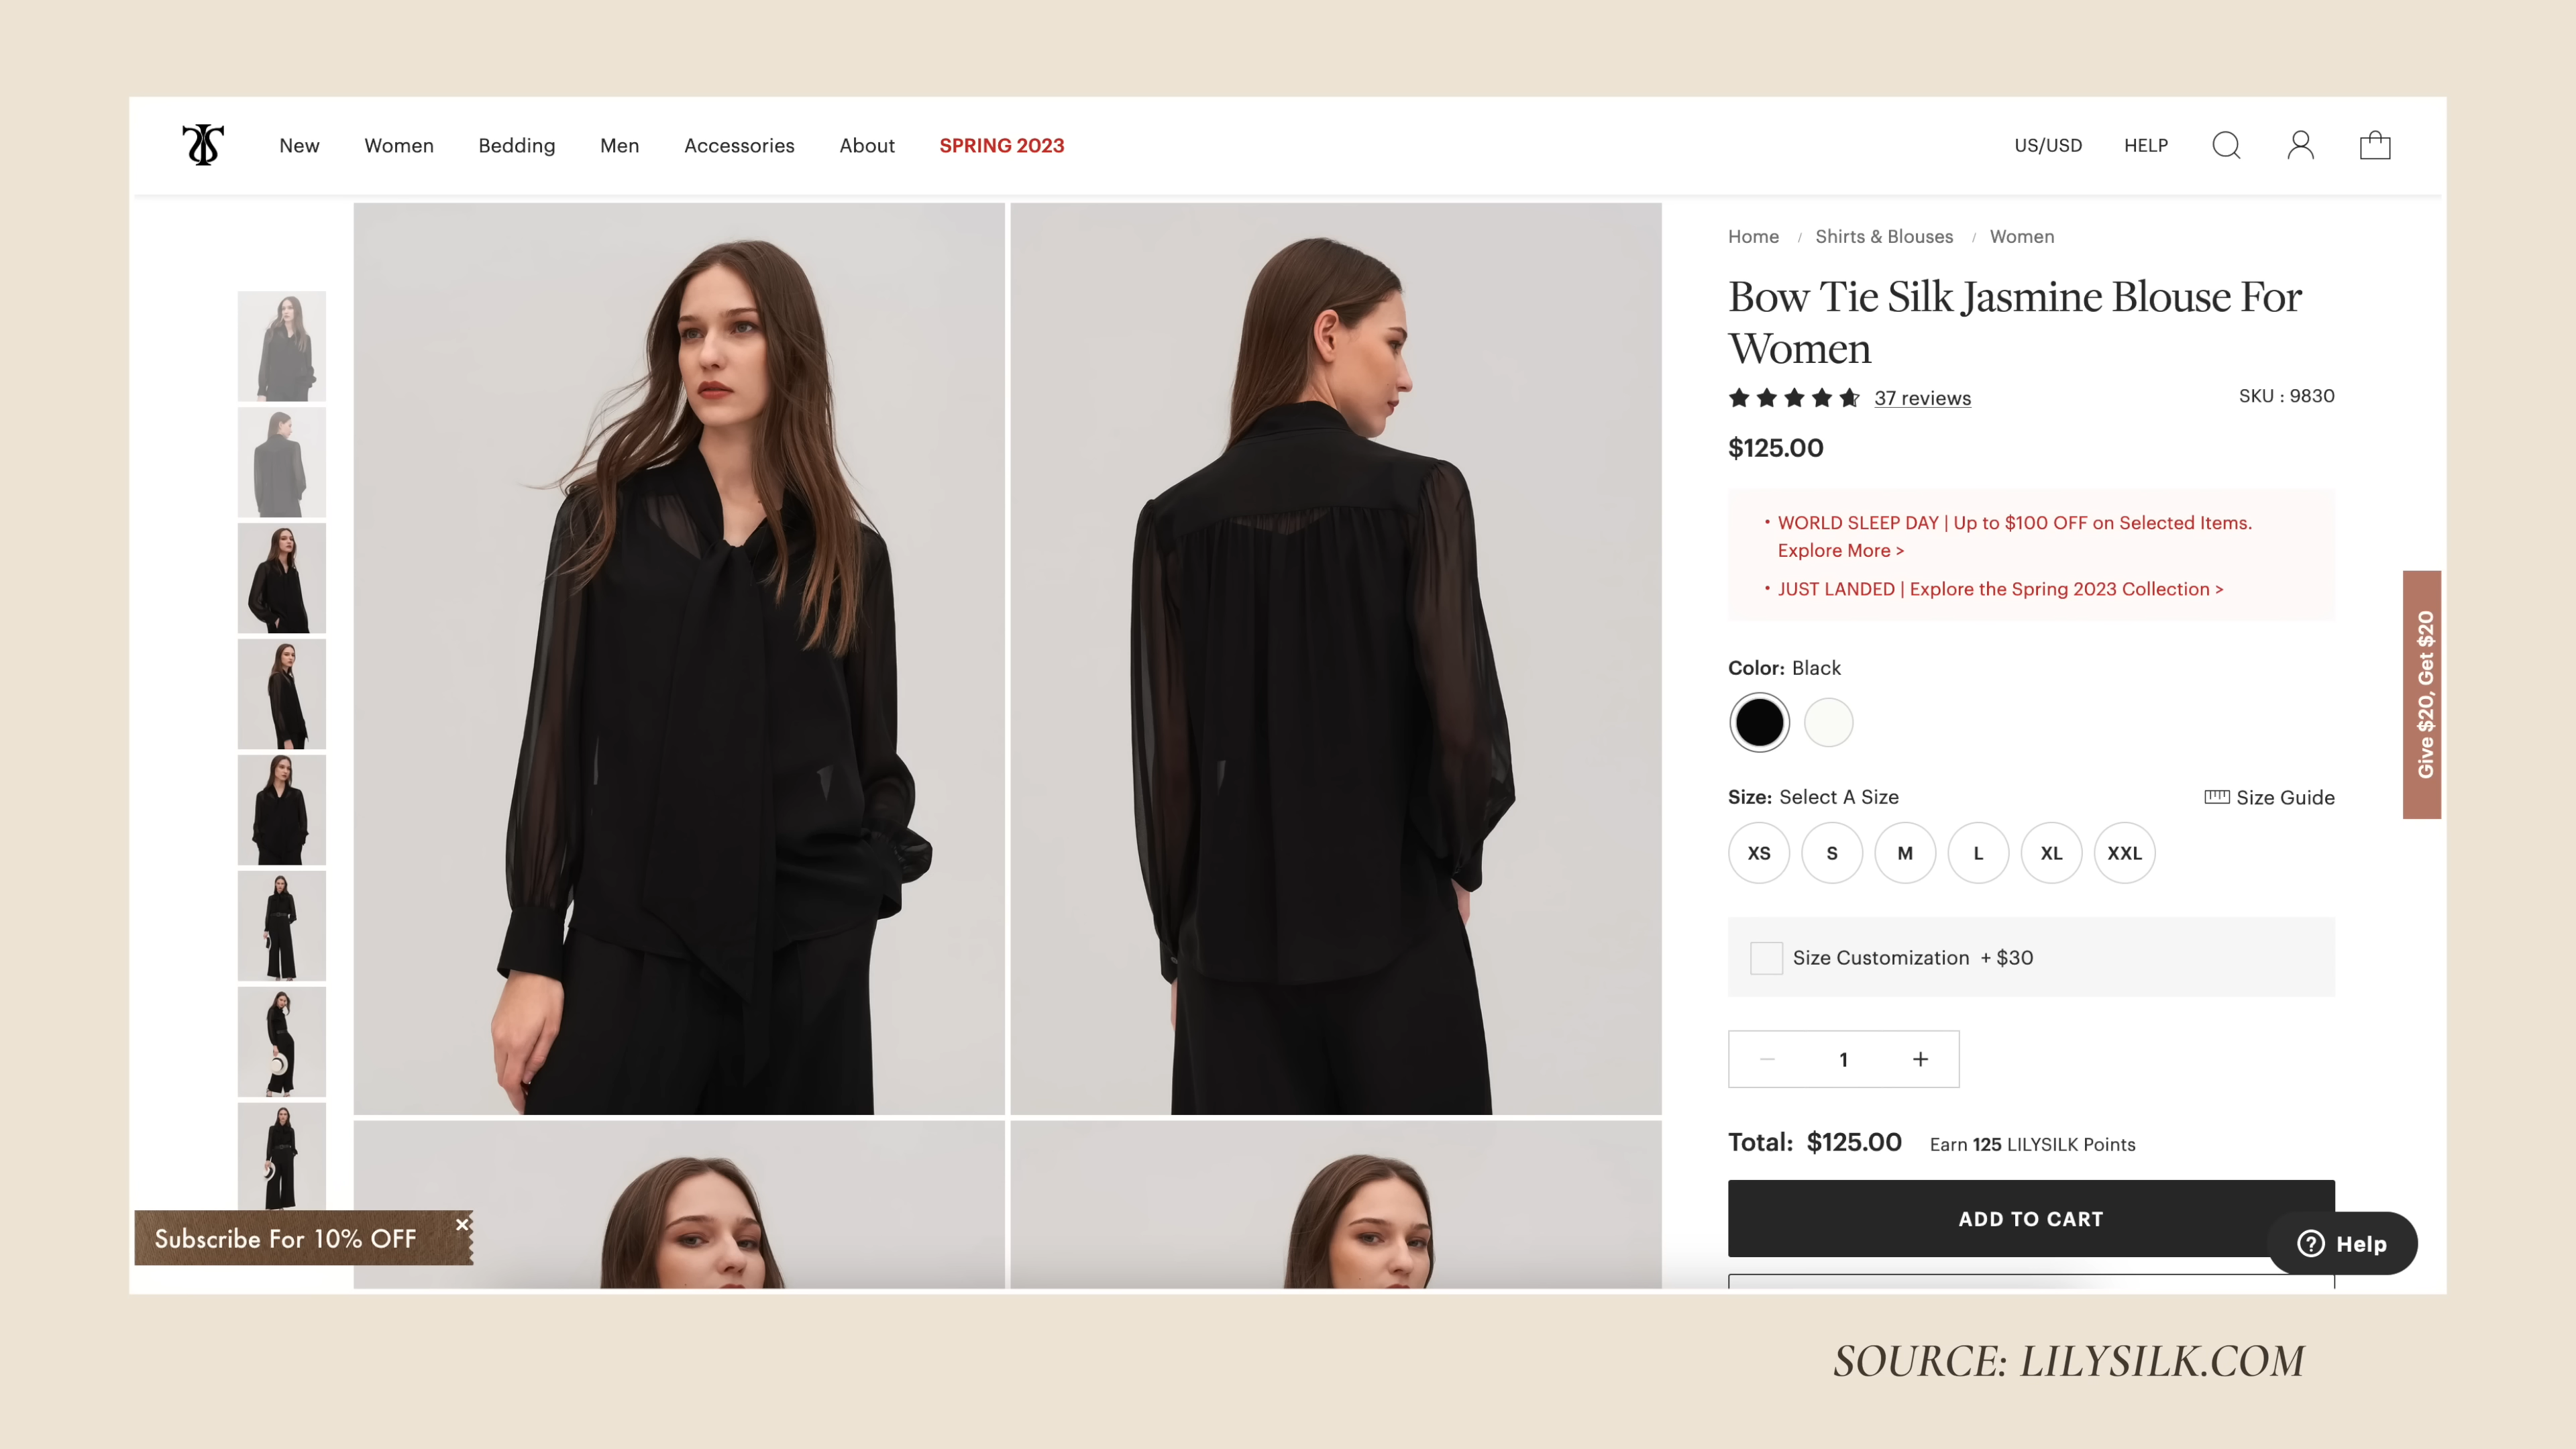 New Women Bedding Men Accessories About SPRING 2023 US/USD HELP
Home / Shirts & Blouses / Women
Bow Tie Silk Jasmine Blouse For
Women
37 reviews SKU : 9830
$125.00
• WORLD SLEEP DAY | Up to $100 OFF on Selected Items.
Explore More >
• JUST LANDED | Explore the Spring 2023 Collection >
Give $20, Get $20
Color: Black
Size: Select A Size Size Guide
XS S M L XL XXL
Size Customization + $30
1 +
Total: $125.00 Earn 125 LILYSILK Points
ADD TO CART
Subscribe For 10% OFF
Help
SOURCE: LILYSILK.COM